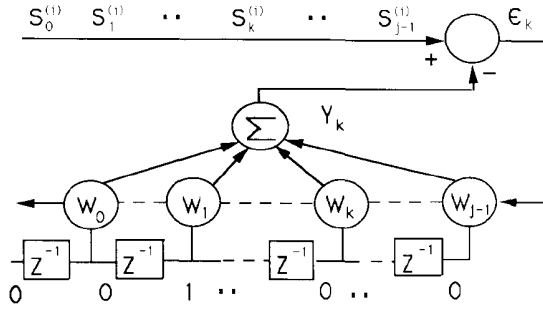 S₀⁽¹⁾ S₁⁽¹⁾ ·· Sₖ⁽¹⁾ ·· Sⱼ₋₁⁽¹⁾ Єₖ
+ −
Σ Yₖ
W₀ W₁ Wₖ Wⱼ₋₁
Z⁻¹ Z⁻¹ Z⁻¹ Z⁻¹
0 0 1 ·· 0 ·· 0